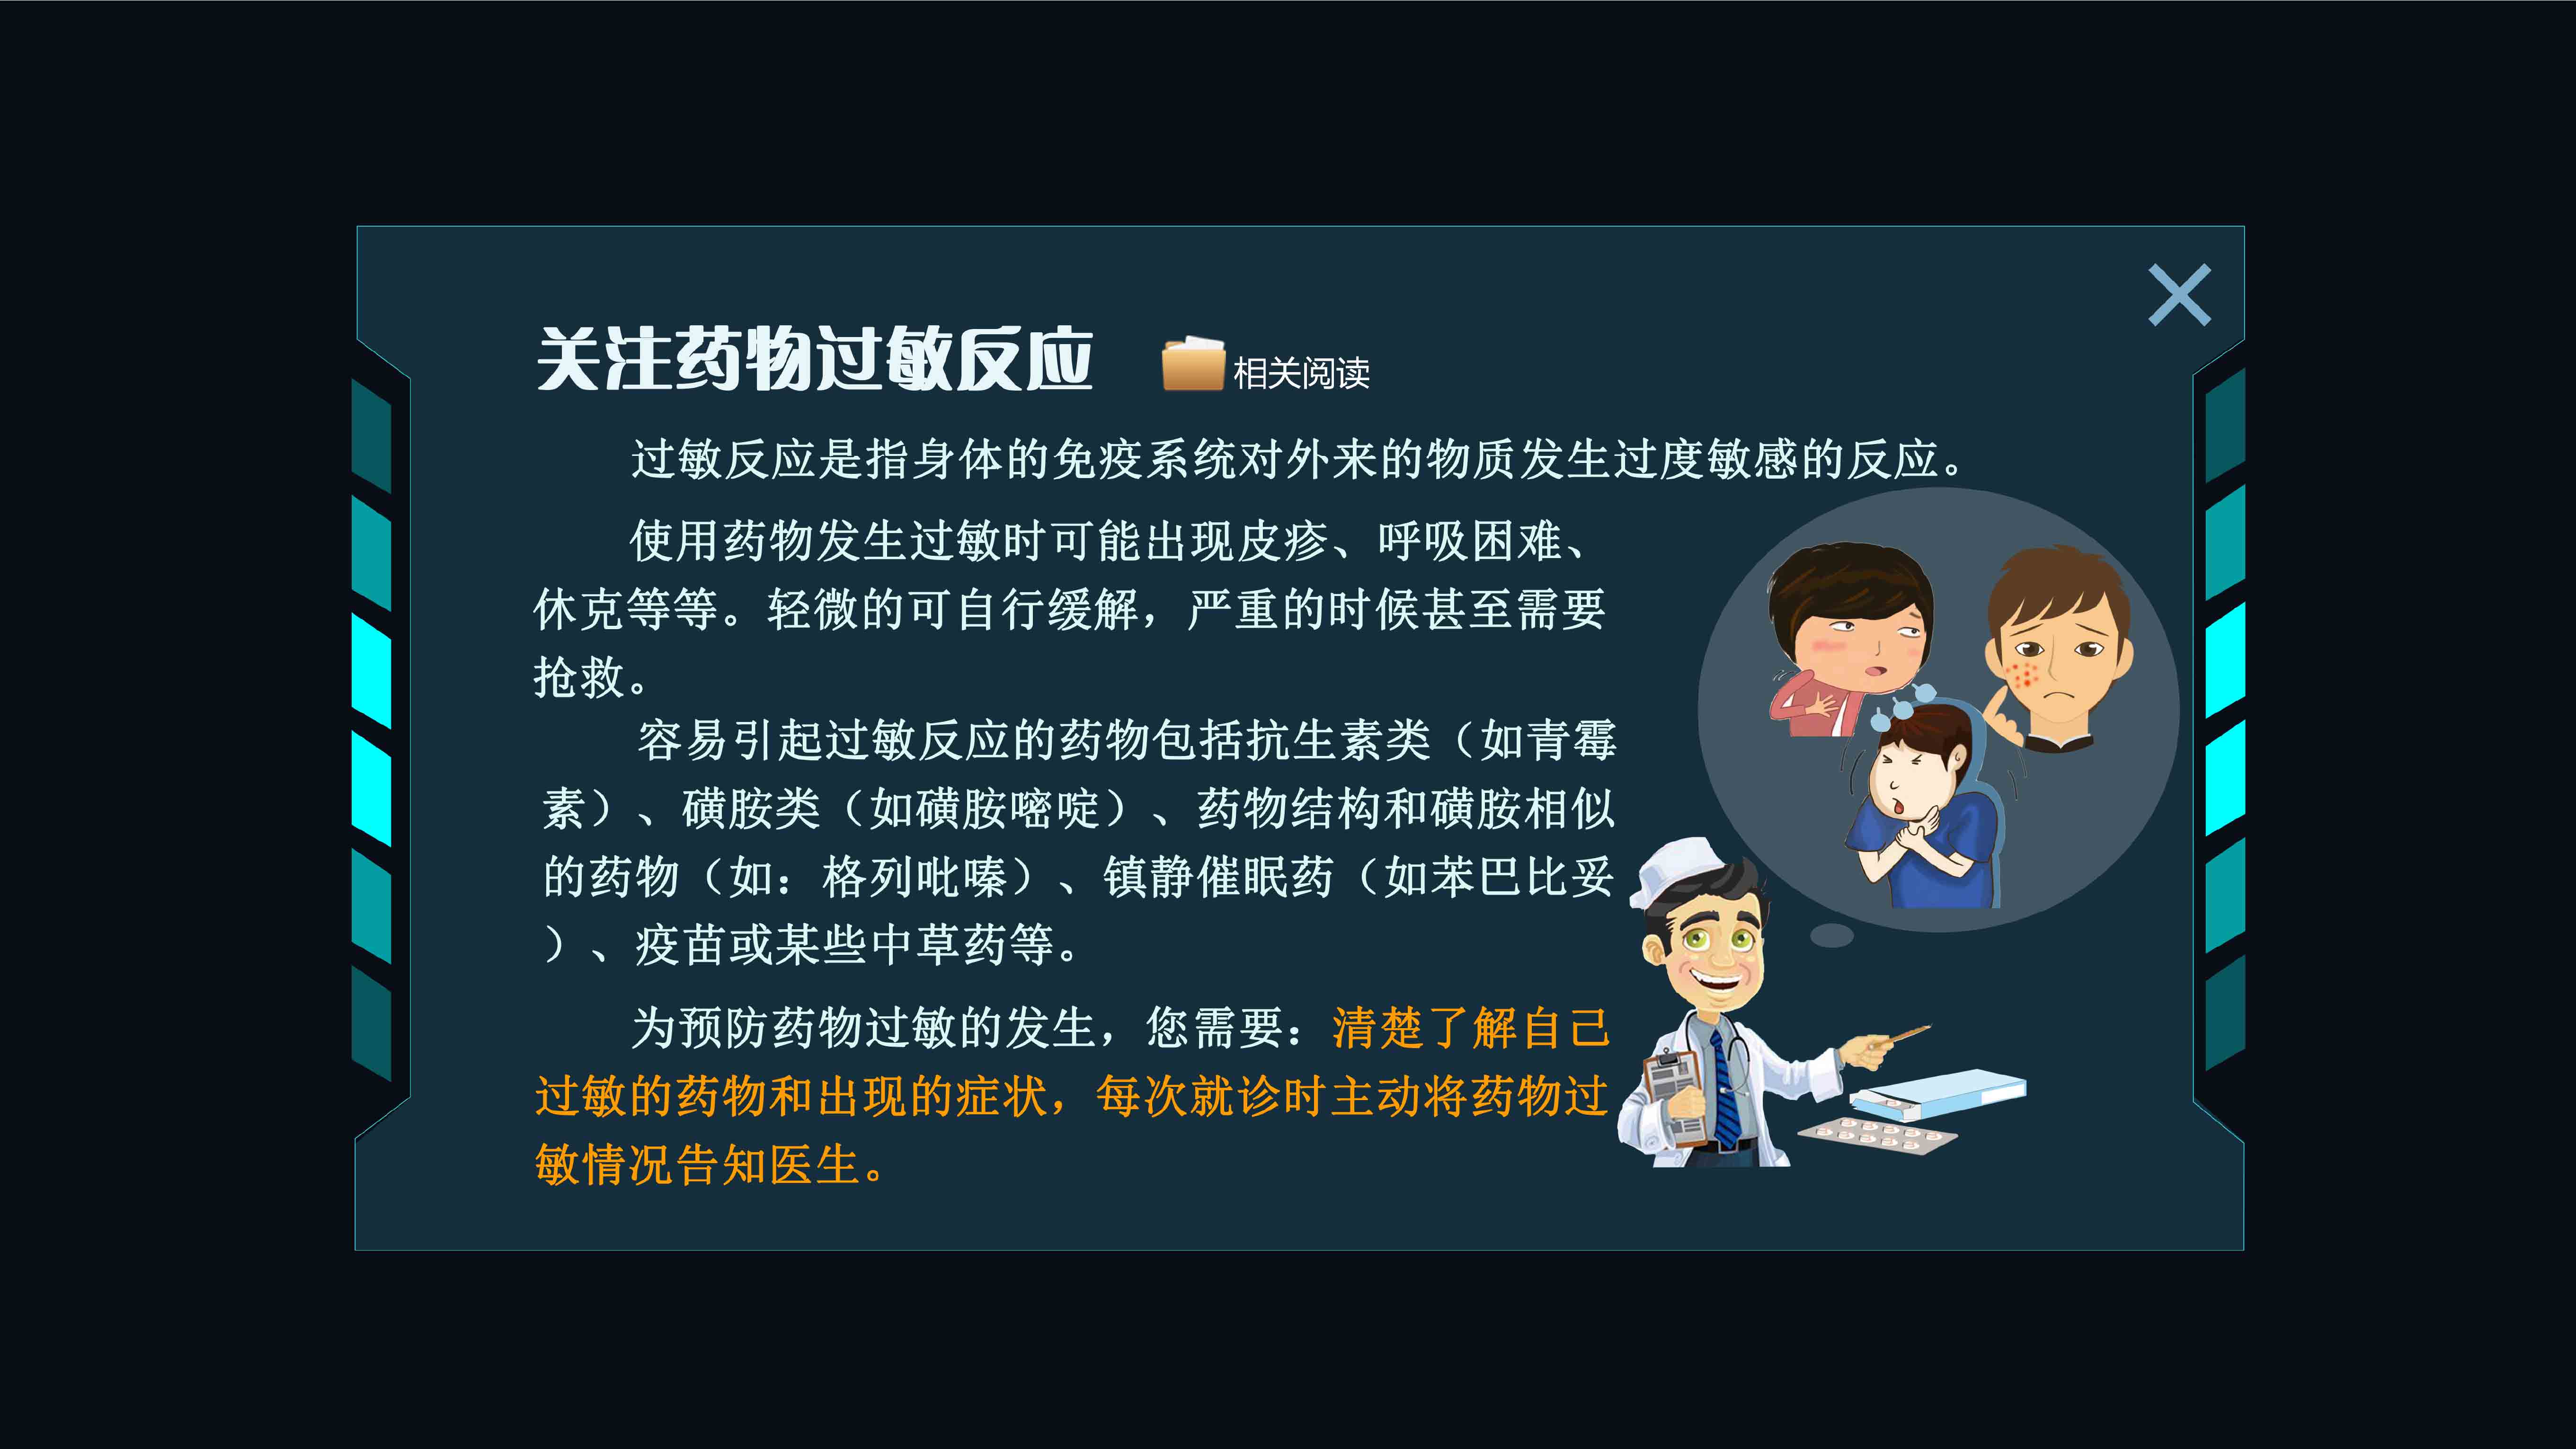 关注药物过敏反应
相关阅读
过敏反应是指身体的免疫系统对外来的物质发生过度敏感的反应。
使用药物发生过敏时可能出现皮疹、呼吸困难、
休克等等。轻微的可自行缓解，严重的时候甚至需要
抢救。
容易引起过敏反应的药物包括抗生素类（如青霉
素）、磺胺类（如磺胺嘧啶）、药物结构和磺胺相似
的药物（如：格列吡嗪）、镇静催眠药（如苯巴比妥
）、疫苗或某些中草药等。
为预防药物过敏的发生，您需要：清楚了解自己
过敏的药物和出现的症状，每次就诊时主动将药物过
敏情况告知医生。